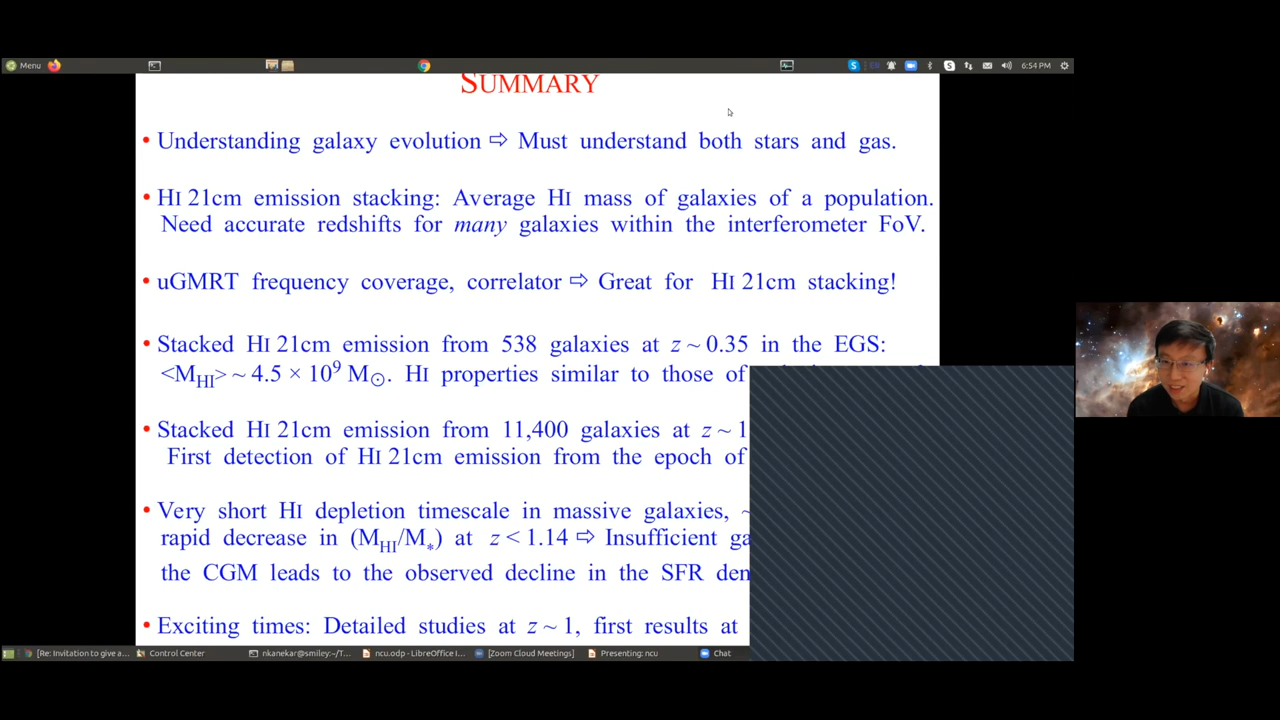 Menu
6:54 PM
SUMMARY
• Understanding galaxy evolution ⇨ Must understand both stars and gas.
• HI 21cm emission stacking: Average HI mass of galaxies of a population.
Need accurate redshifts for many galaxies within the interferometer FoV.
• uGMRT frequency coverage, correlator ⇨ Great for HI 21cm stacking!
• Stacked HI 21cm emission from 538 galaxies at z ~ 0.35 in the EGS:
<M_HI> ~ 4.5 × 10⁹ M☉. HI properties similar to those of
• Stacked HI 21cm emission from 11,400 galaxies at z ~ 1
First detection of HI 21cm emission from the epoch of
• Very short HI depletion timescale in massive galaxies, ~
rapid decrease in (M_HI/M_*) at z < 1.14 ⇨ Insufficient ga
the CGM leads to the observed decline in the SFR den
• Exciting times: Detailed studies at z ~ 1, first results at
[Re: Invitation to give a... Control Center nkanekar@smiley:~/T... ncu.odp - LibreOffice I... [Zoom Cloud Meetings] Presenting: ncu Chat